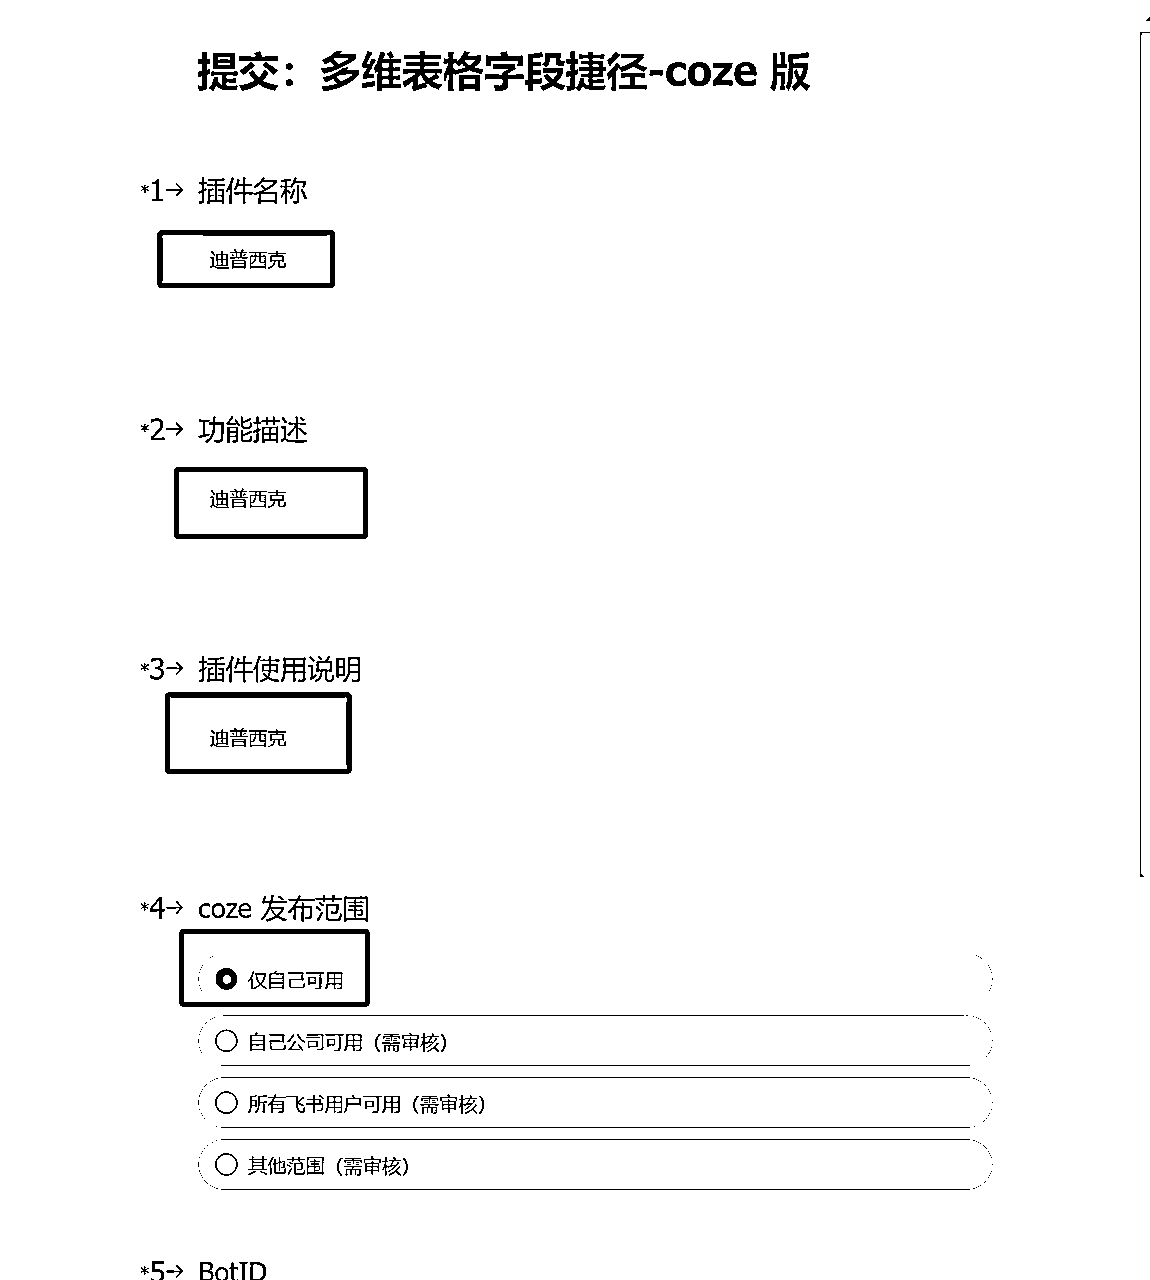 提交：多维表格字段捷径-coze 版
*1→ 插件名称
迪普西克
*2→ 功能描述
迪普西克
*3→ 插件使用说明
迪普西克
*4→ coze 发布范围
仅自己可用
自己公司可用（需审核）
所有飞书用户可用（需审核）
其他范围（需审核）
*5→ BotID